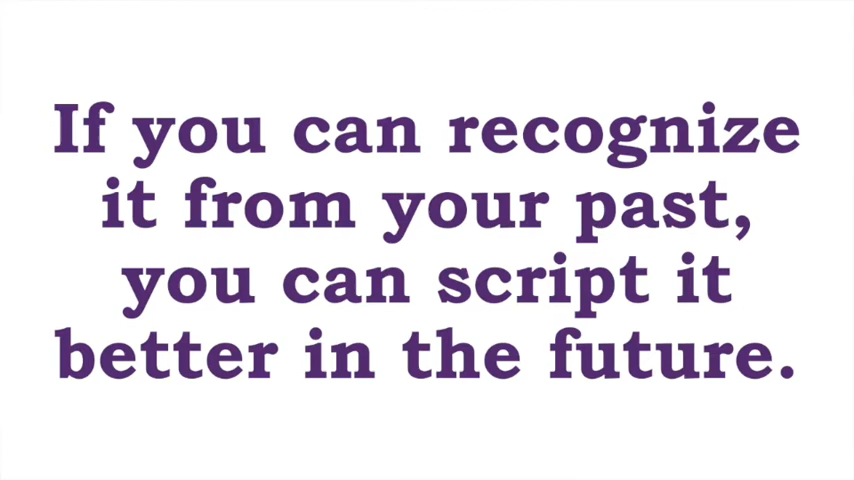 If you can recognize
it from your past,
you can script it
better in the future.